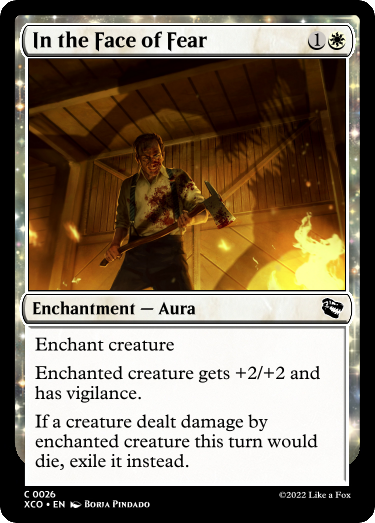 In the Face of Fear 1
Enchantment — Aura
Enchant creature
Enchanted creature gets +2/+2 and
has vigilance.
If a creature dealt damage by
enchanted creature this turn would
die, exile it instead.
C 0026
XCO • EN Borja Pindado
©2022 Like a Fox